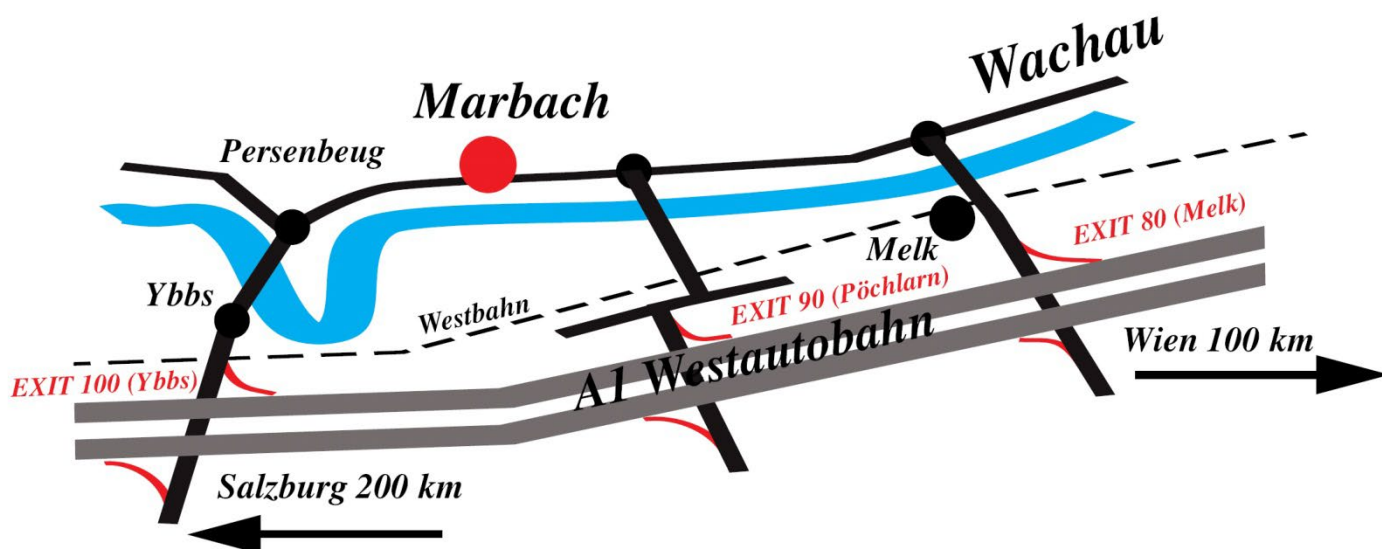 Wachau
Marbach
Persenbeug
EXIT 80 (Melk)
Melk
Ybbs
Westbahn
EXIT 90 (Pöchlarn)
A1 Westautobahn
Wien 100 km
EXIT 100 (Ybbs)
Salzburg 200 km